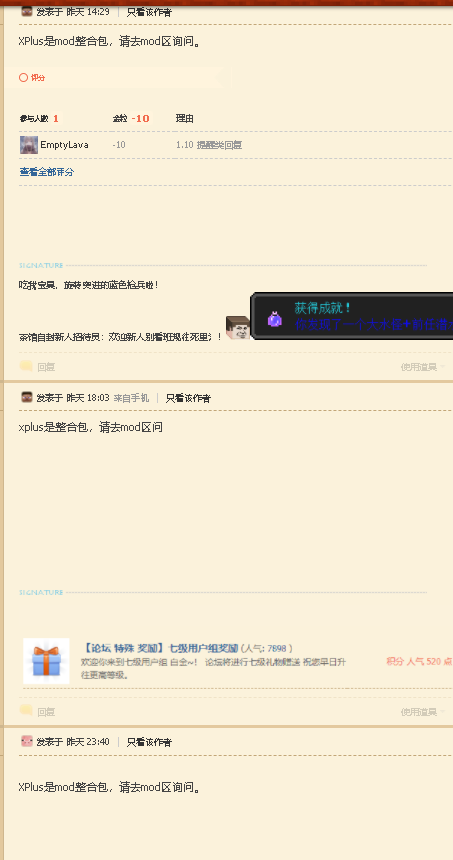 发表于 昨天 14:29 | 只看该作者
XPlus是mod整合包，请去mod区询问。
评分
参与人数 1 金粒 -10 理由
EmptyLava -10 1.10 提醒类回复
查看全部评分
SIGNATURE
吃我宝具，旋转突进的蓝色枪兵啦！
获得成就！
茶馆自封新人招待员：欢迎新人别看班规往死里；！
回复 使用道具
发表于 昨天 18:03 来自手机 | 只看该作者
xplus是整合包，请去mod区问
SIGNATURE
【论坛 特殊 奖励】七级用户组奖励 (人气: 7898 )
欢迎你来到七级用户组 白金~！ 论坛将进行七级礼物赠送 祝您早日升
往更高等级。
积分 人气 520 点
回复 使用道具
发表于 昨天 23:40 | 只看该作者
XPlus是mod整合包，请去mod区询问。